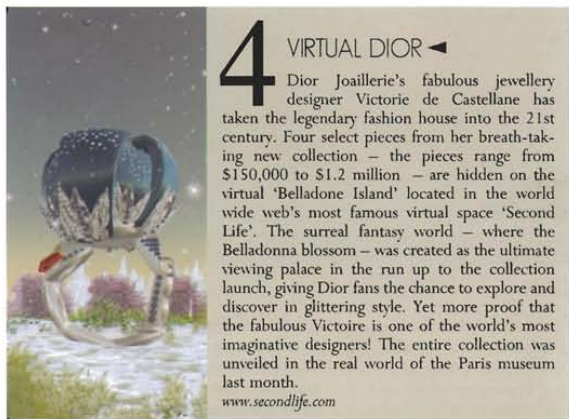 4 VIRTUAL DIOR ◄
Dior Joaillerie's fabulous jewellery
designer Victorie de Castellane has
taken the legendary fashion house into the 21st
century. Four select pieces from her breath-tak-
ing new collection – the pieces range from
$150,000 to $1.2 million – are hidden on the
virtual 'Belladone Island' located in the world
wide web's most famous virtual space 'Second
Life'. The surreal fantasy world – where the
Belladonna blossom – was created as the ultimate
viewing palace in the run up to the collection
launch, giving Dior fans the chance to explore and
discover in glittering style. Yet more proof that
the fabulous Victoire is one of the world's most
imaginative designers! The entire collection was
unveiled in the real world of the Paris museum
last month.
www.secondlife.com